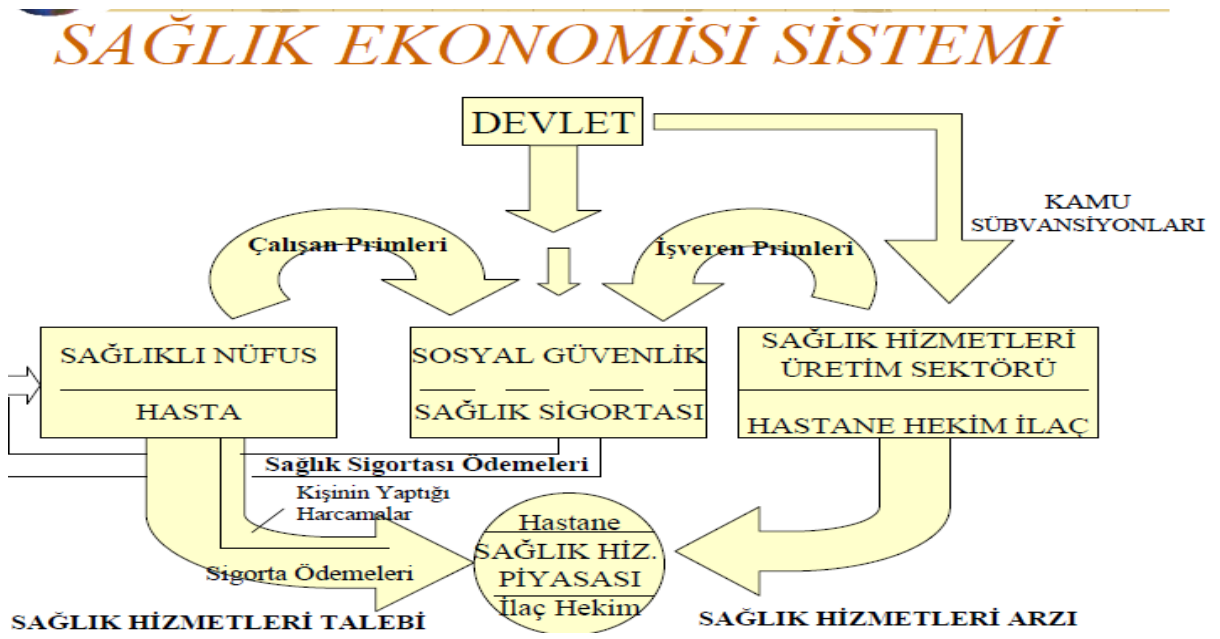 SAĞLIK EKONOMİSİ SİSTEMİ
DEVLET
KAMU
SÜBVANSİYONLARI
Çalışan Primleri
İşveren Primleri
SAĞLIKLI NÜFUS
HASTA
SOSYAL GÜVENLİK
SAĞLIK SİGORTASI
SAĞLIK HİZMETLERİ
ÜRETİM SEKTÖRÜ
HASTANE HEKİM İLAÇ
Sağlık Sigortası Ödemeleri
Kişinin Yaptığı
Harcamalar
Sigorta Ödemeleri
Hastane
SAĞLIK HİZ.
PİYASASI
İlaç Hekim
SAĞLIK HİZMETLERİ TALEBİ
SAĞLIK HİZMETLERİ ARZI